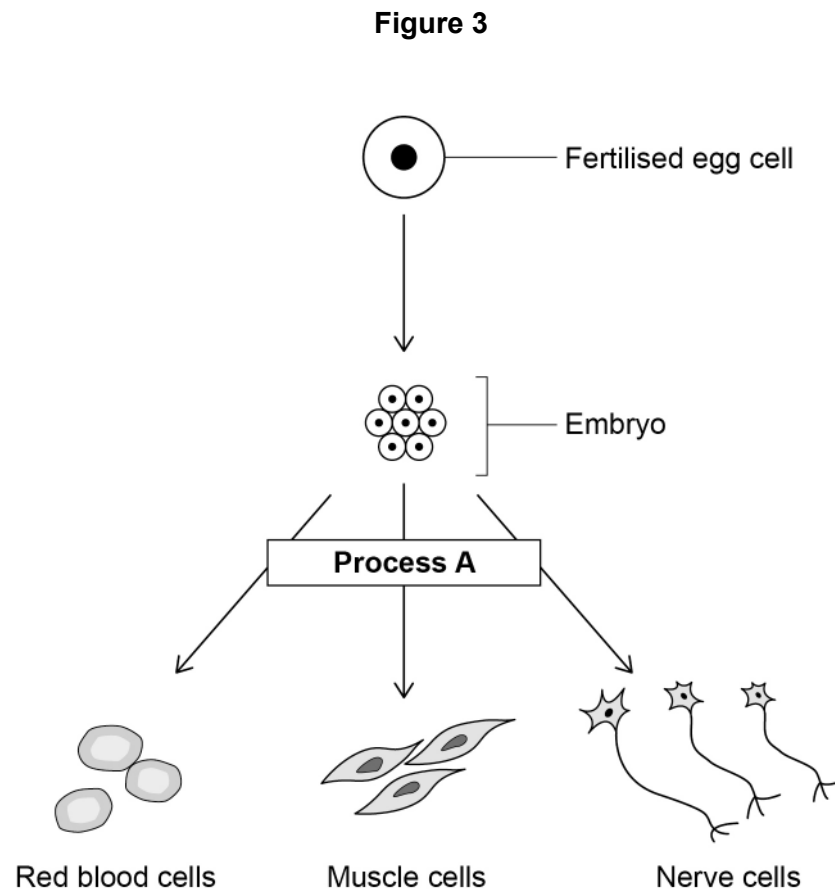 Figure 3
Fertilised egg cell
Embryo
Process A
Red blood cells
Muscle cells
Nerve cells